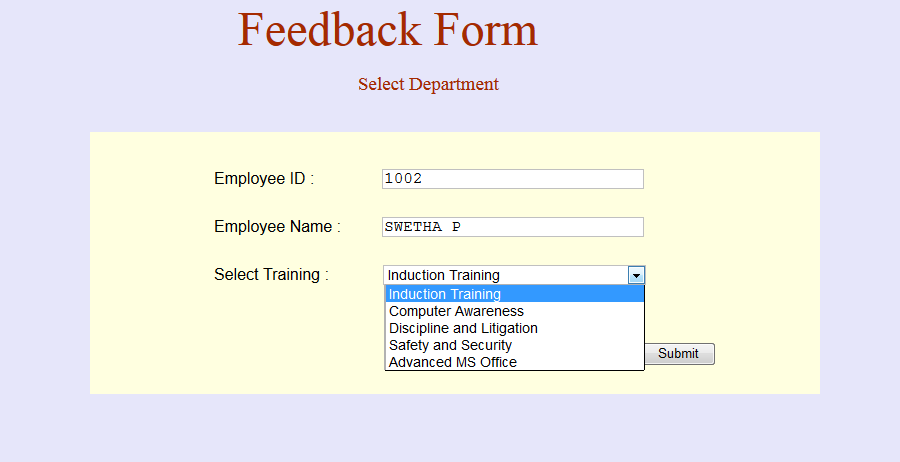 Feedback Form
Select Department
Employee ID : 1002
Employee Name : SWETHA P
Select Training : Induction Training
Induction Training
Computer Awareness
Discipline and Litigation
Safety and Security
Advanced MS Office
Submit